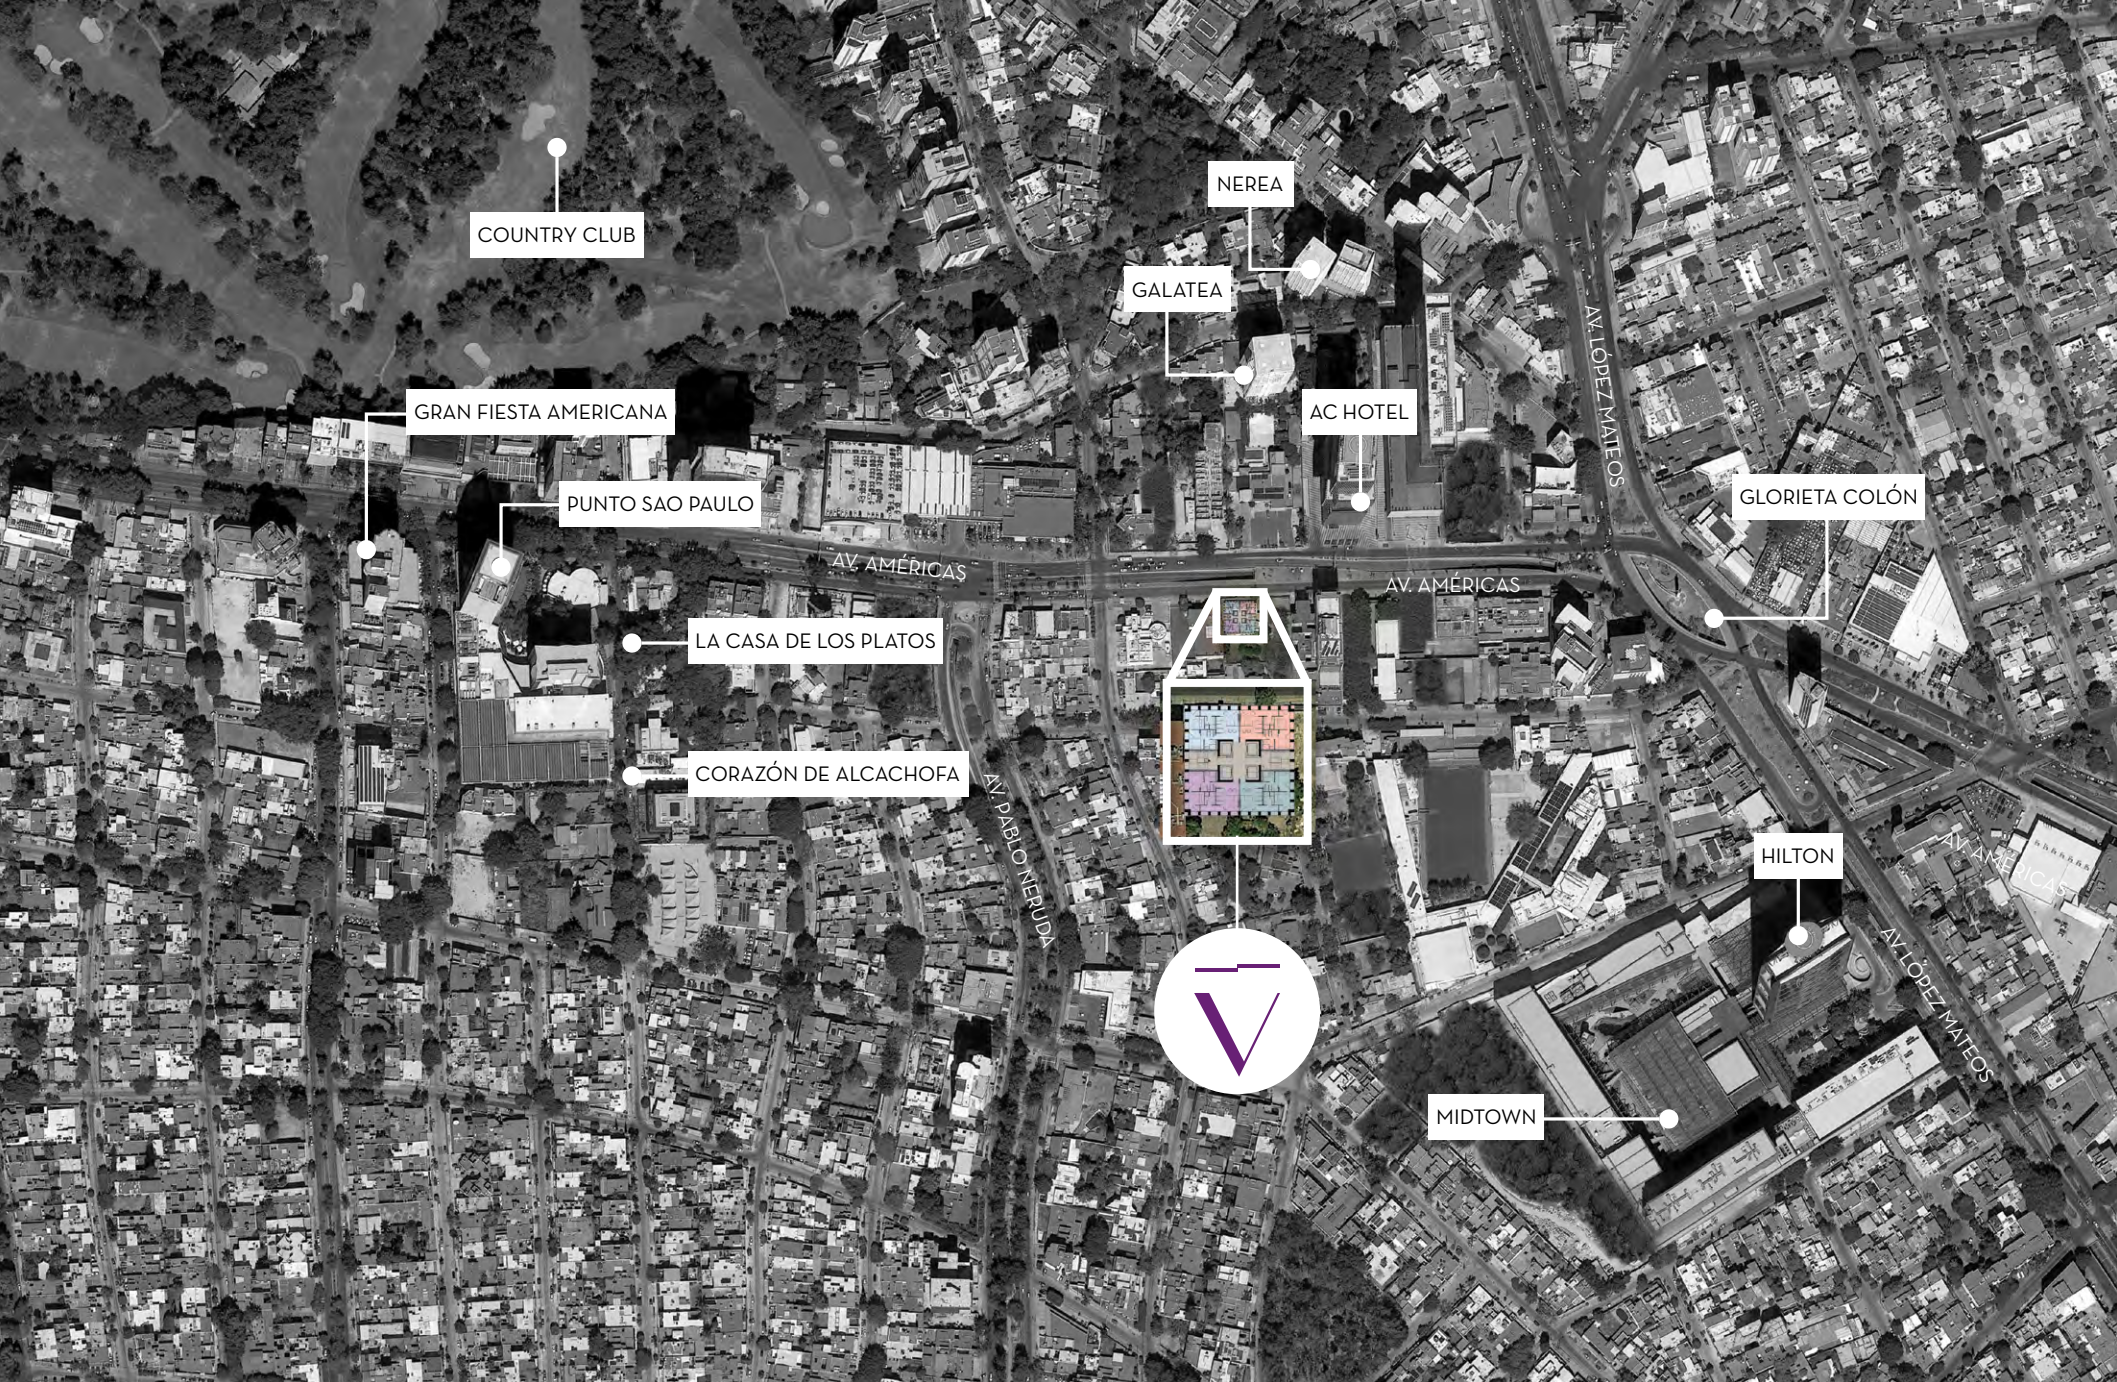 NEREA
COUNTRY CLUB
GALATEA
AV. LÓPEZ MATEOS
GRAN FIESTA AMERICANA
AC HOTEL
PUNTO SAO PAULO
GLORIETA COLÓN
AV. AMÉRICAS
AV. AMÉRICAS
LA CASA DE LOS PLATOS
CORAZÓN DE ALCACHOFA
AV. PABLO NERUDA
HILTON
AV. AMÉRICAS
AV. LÓPEZ MATEOS
V
MIDTOWN